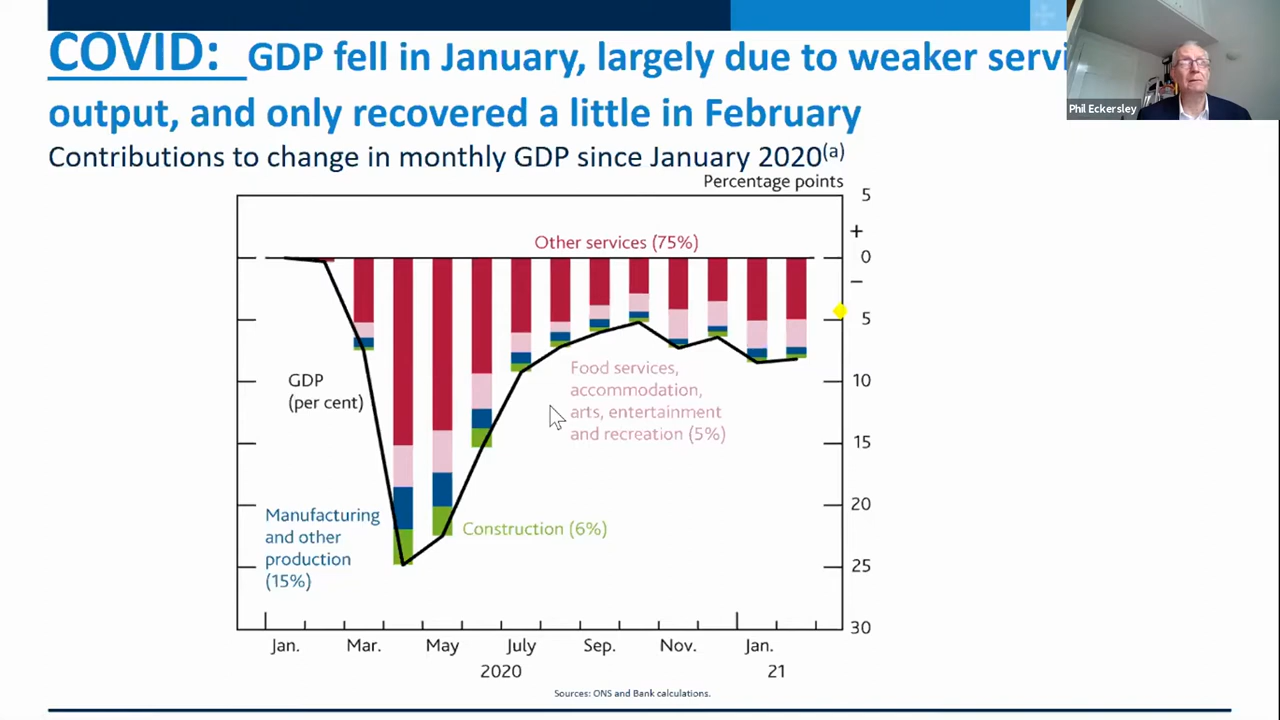 COVID: GDP fell in January, largely due to weaker
output, and only recovered a little in February
Contributions to change in monthly GDP since January 2020(a)
Phil Eckersley
Percentage points
5
+
0
–
5
10
15
20
25
30
Other services (75%)
GDP
(per cent)
Food services,
accommodation,
arts, entertainment
and recreation (5%)
Manufacturing
and other
production
(15%)
Construction (6%)
Jan. Mar. May July Sep. Nov. Jan.
2020 21
Sources: ONS and Bank calculations.